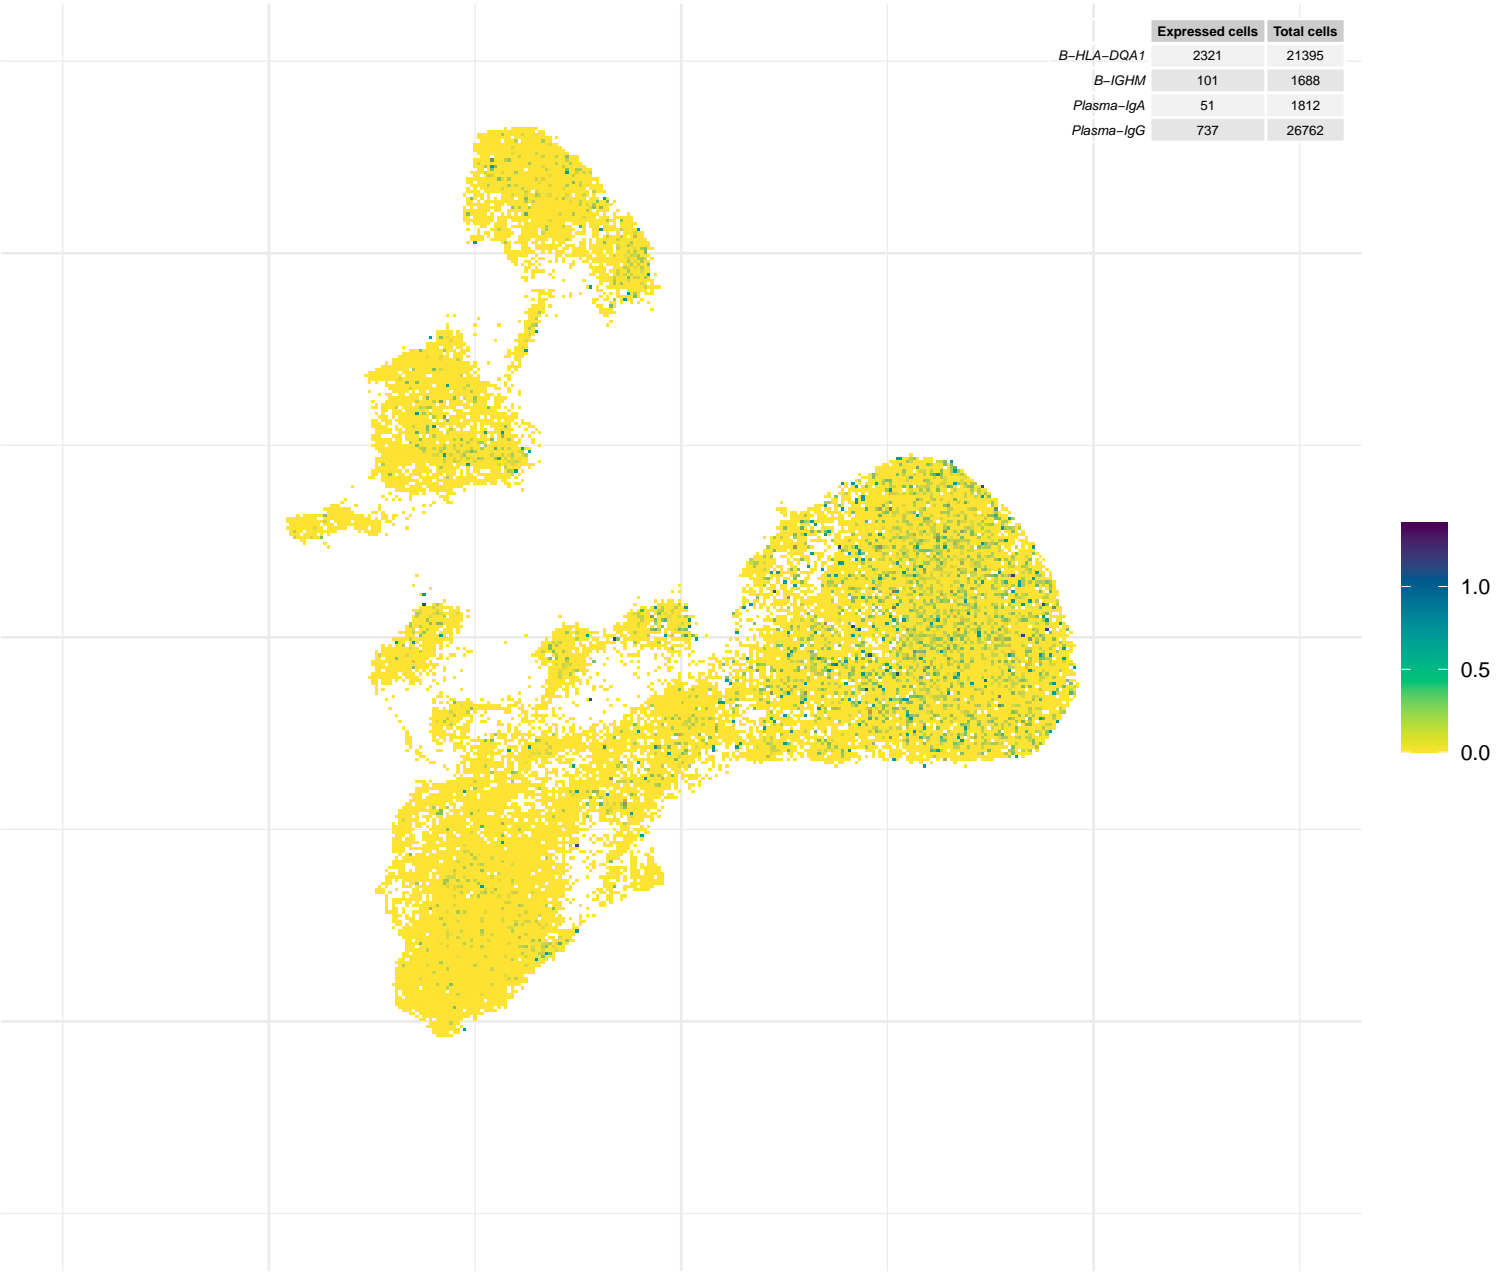 Expressed cells Total cells
B−HLA−DQA1 2321 21395
B−IGHM 101 1688
Plasma−IgA 51 1812
Plasma−IgG 737 26762
1.0
0.5
0.0